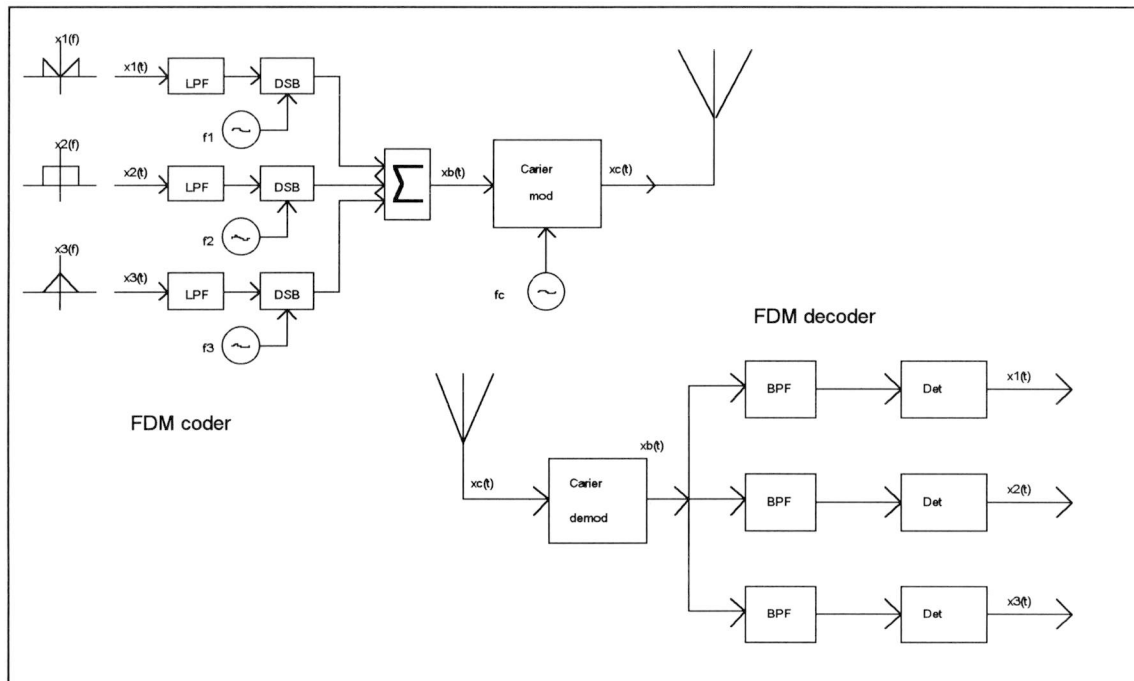 x1(f)
x1(t)
LPF
DSB
f1
x2(f)
x2(t)
LPF
DSB
f2
x3(f)
x3(t)
LPF
DSB
f3
Σ
xb(t)
Carier
mod
xc(t)
fc
FDM coder
FDM decoder
xc(t)
Carier
demod
xb(t)
BPF
Det
x1(t)
BPF
Det
x2(t)
BPF
Det
x3(t)